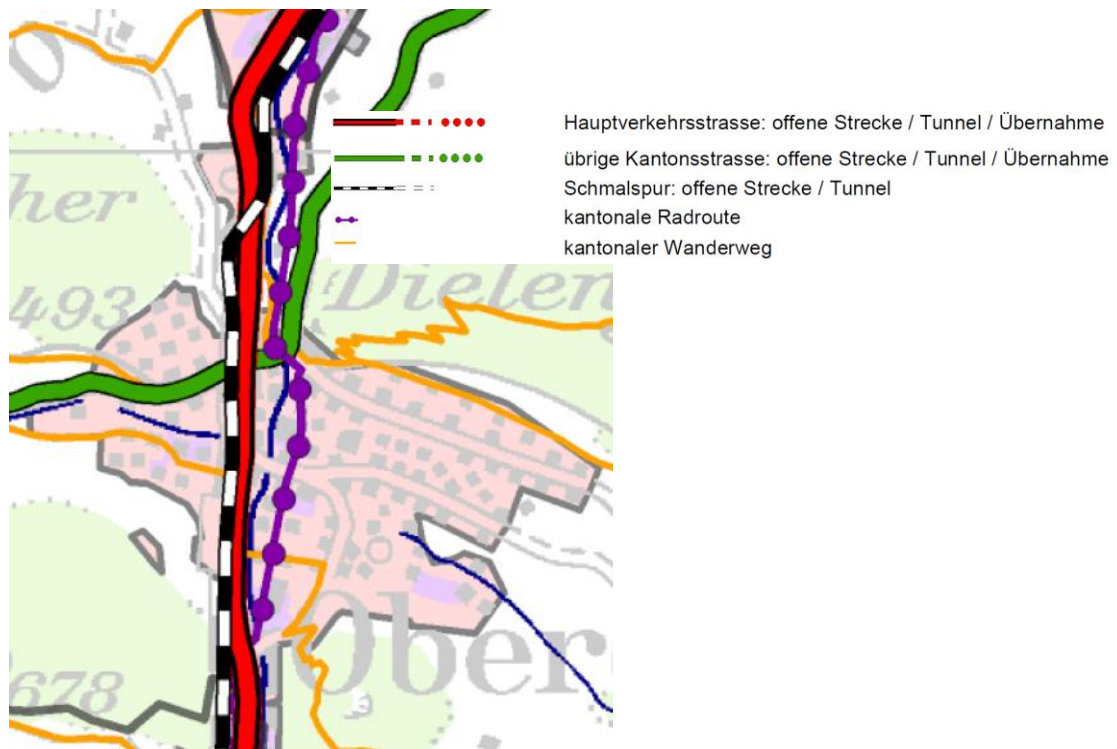 Hauptverkehrsstrasse: offene Strecke / Tunnel / Übernahme
übrige Kantonsstrasse: offene Strecke / Tunnel / Übernahme
Schmalspur: offene Strecke / Tunnel
kantonale Radroute
kantonaler Wanderweg
her
Dielen
493
Ober
678